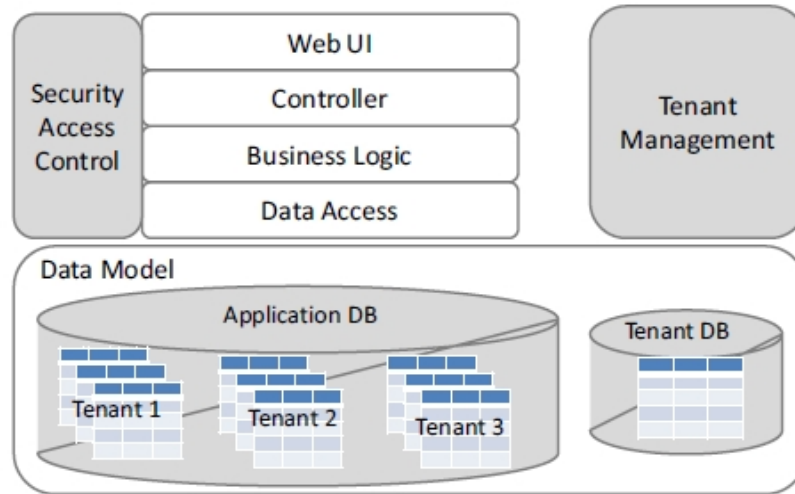 Security
Access
Control
Web UI
Controller
Business Logic
Data Access
Tenant
Management
Data Model
Application DB
Tenant 1
Tenant 2
Tenant 3
Tenant DB